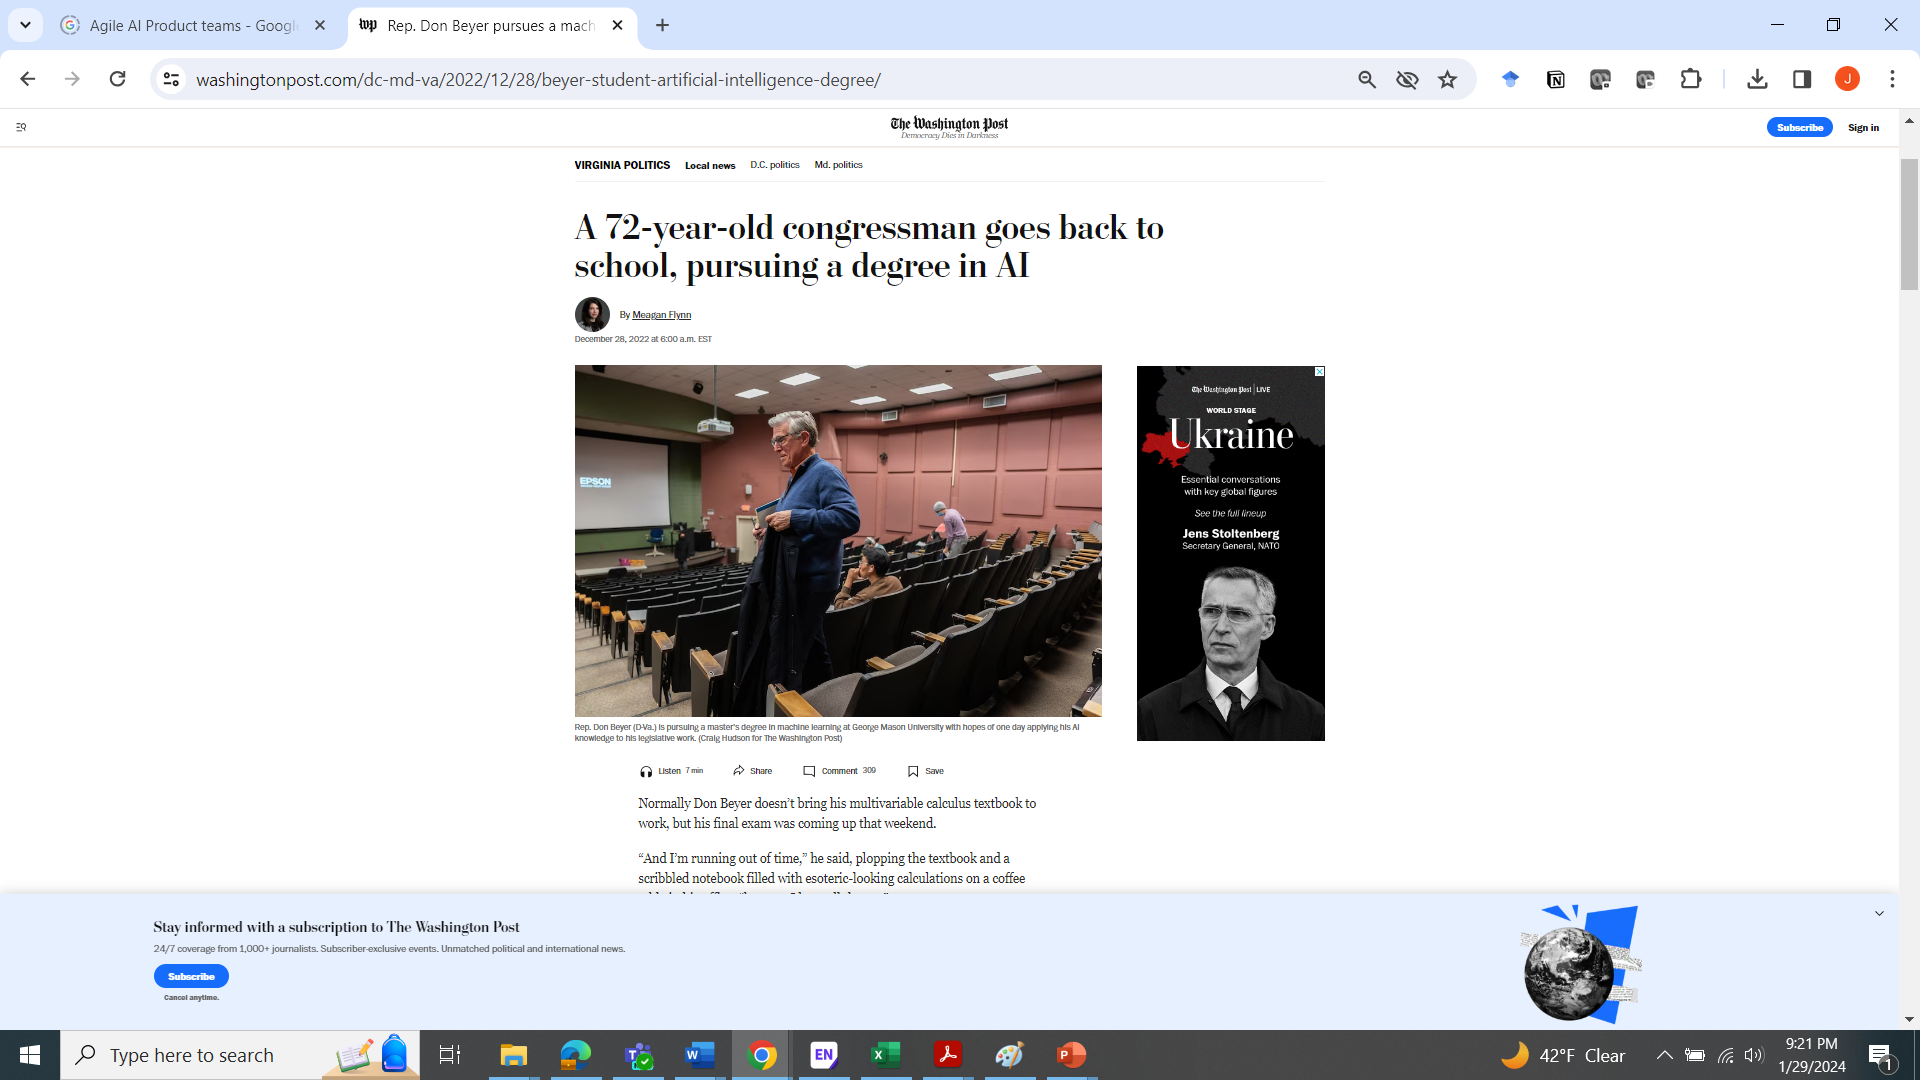 Agile AI Product teams - Googl
Rep. Don Beyer pursues a mach
washingtonpost.com/dc-md-va/2022/12/28/beyer-student-artificial-intelligence-degree/
J
The Washington Post
Democracy Dies in Darkness
Subscribe
Sign in
VIRGINIA POLITICS Local news D.C. politics Md. politics
A 72-year-old congressman goes back to
school, pursuing a degree in AI
By Meagan Flynn
December 28, 2022 at 6:00 a.m. EST
EPSON
The Washington Post LIVE
WORLD STAGE
Ukraine
Essential conversations
with key global figures
See the full lineup
Jens Stoltenberg
Secretary General, NATO
Rep. Don Beyer (D-Va.) is pursuing a master's degree in machine learning at George Mason University with hopes of one day applying his AI
knowledge to his legislative work. (Craig Hudson for The Washington Post)
Listen 7 min Share Comment 309 Save
Normally Don Beyer doesn’t bring his multivariable calculus textbook to
work, but his final exam was coming up that weekend.
“And I’m running out of time,” he said, plopping the textbook and a
scribbled notebook filled with esoteric-looking calculations on a coffee
Stay informed with a subscription to The Washington Post
24/7 coverage from 1,000+ journalists. Subscriber-exclusive events. Unmatched political and international news.
Subscribe
Cancel anytime.
Type here to search
EN
42°F Clear
9:21 PM
1/29/2024
1